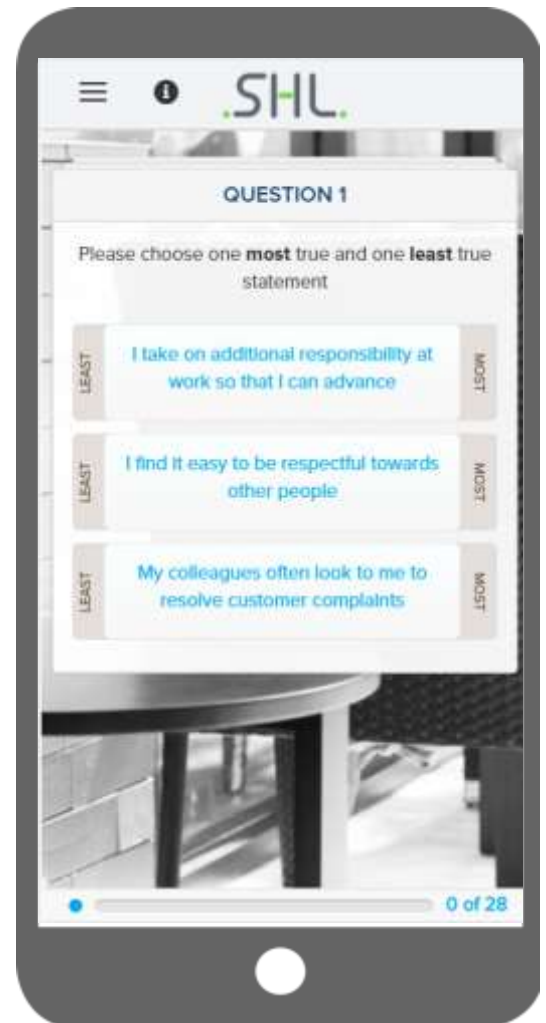 .SHL.
QUESTION 1
Please choose one most true and one least true
statement
LEAST
I take on additional responsibility at
work so that I can advance
MOST
LEAST
I find it easy to be respectful towards
other people
MOST
LEAST
My colleagues often look to me to
resolve customer complaints
MOST
0 of 28